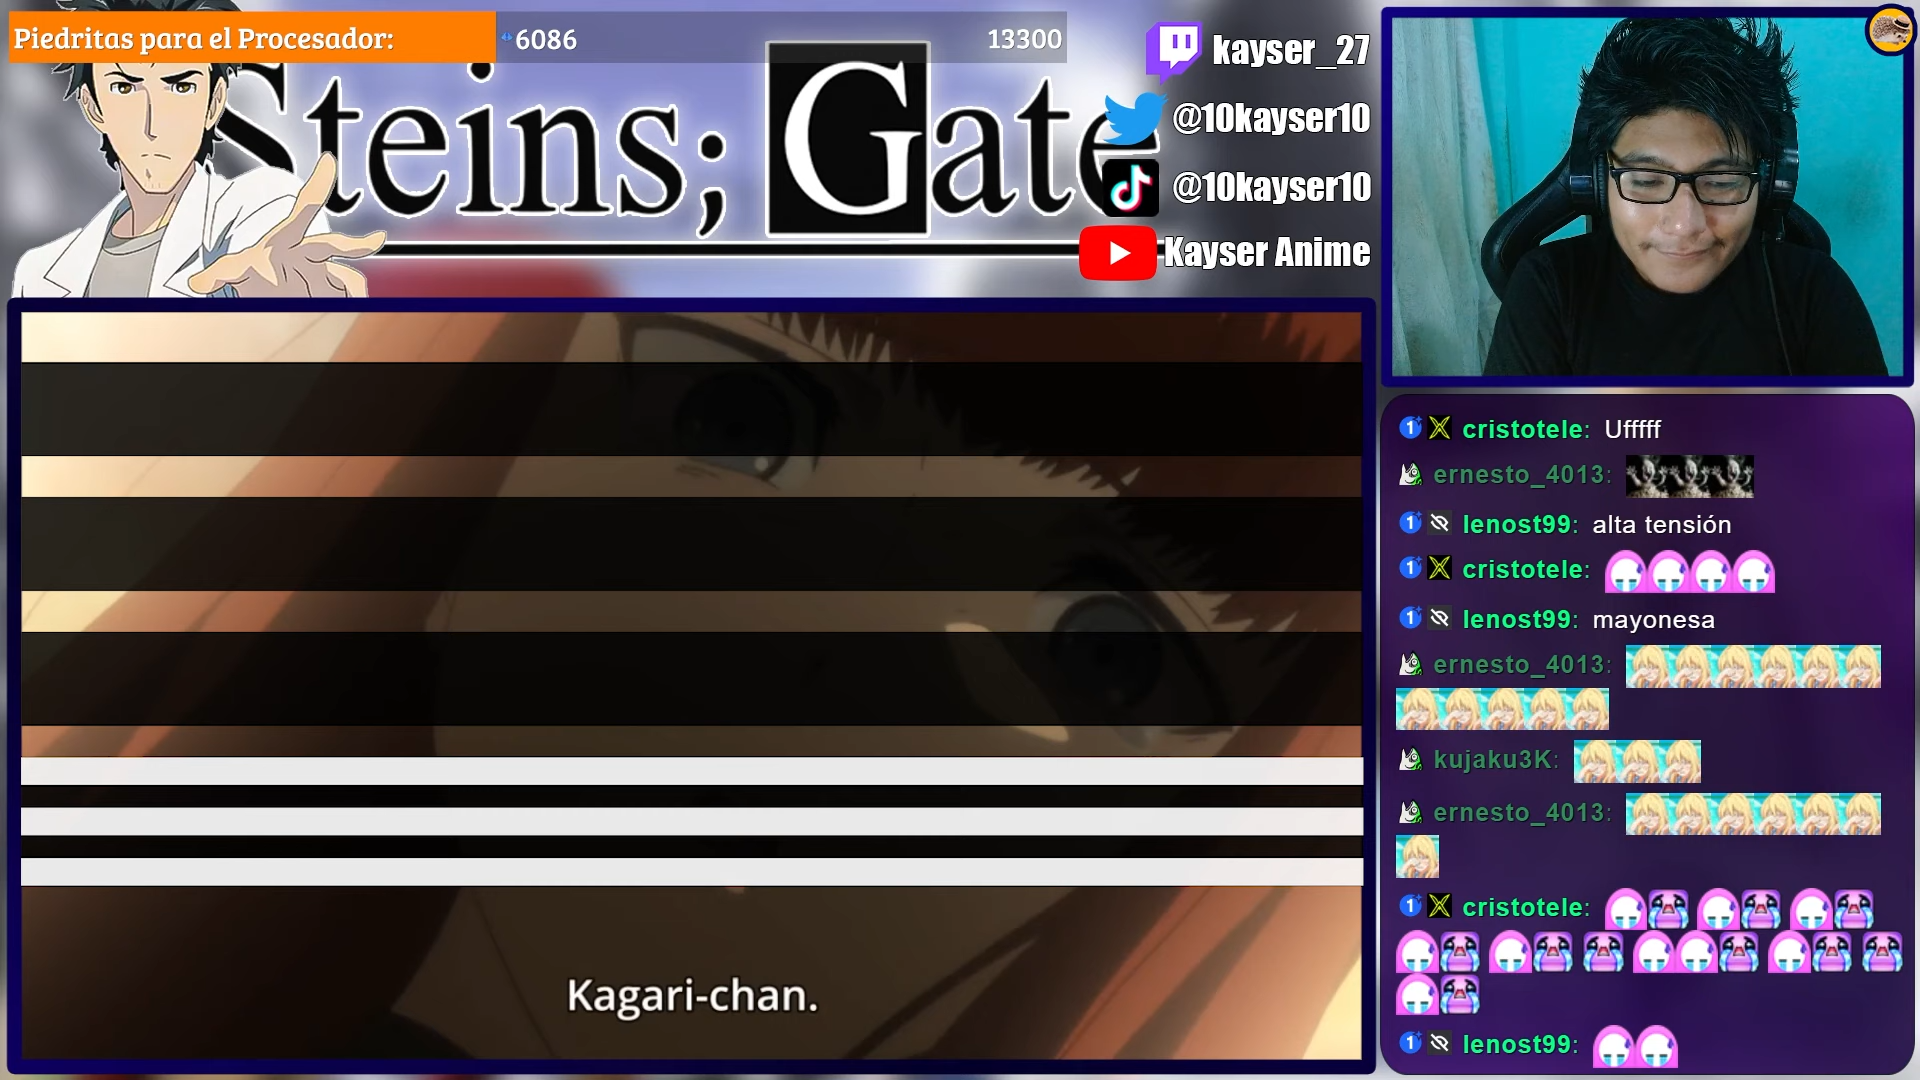 Piedritas para el Procesador:
6086
13300
Steins; Gate
kayser_27
@10kayser10
@10kayser10
Kayser Anime
Kagari-chan.
cristotele: Ufffff
ernesto_4013:
lenost99: alta tensión
cristotele:
lenost99: mayonesa
ernesto_4013:
kujaku3K:
ernesto_4013:
cristotele:
lenost99: